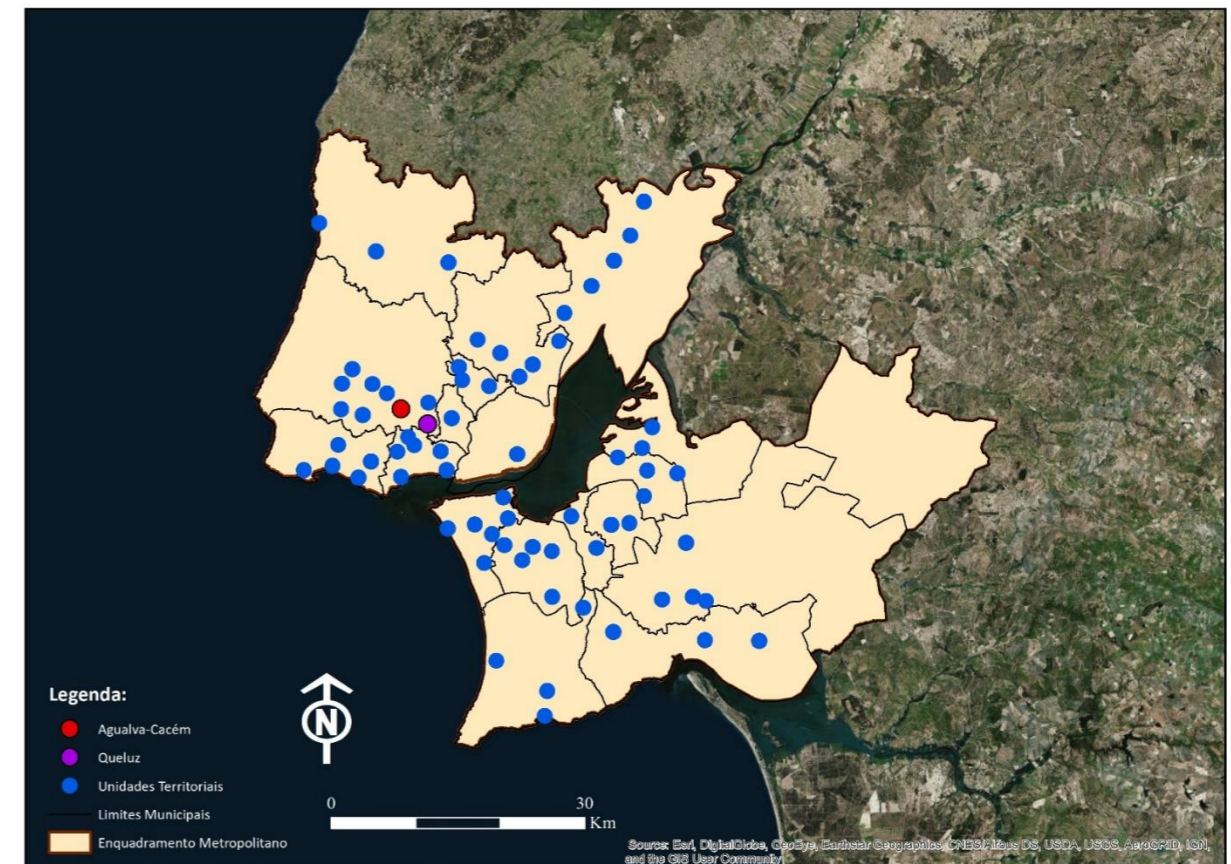 Legenda:
Agualva-Cacém
Queluz
Unidades Territoriais
Limites Municipais
Enquadramento Metropolitano
N
0 30
Km
Source: Esri, DigitalGlobe, GeoEye, Earthstar Geographics, CNES/Airbus DS, USDA, USGS, AeroGRID, IGN,
and the GIS User Community